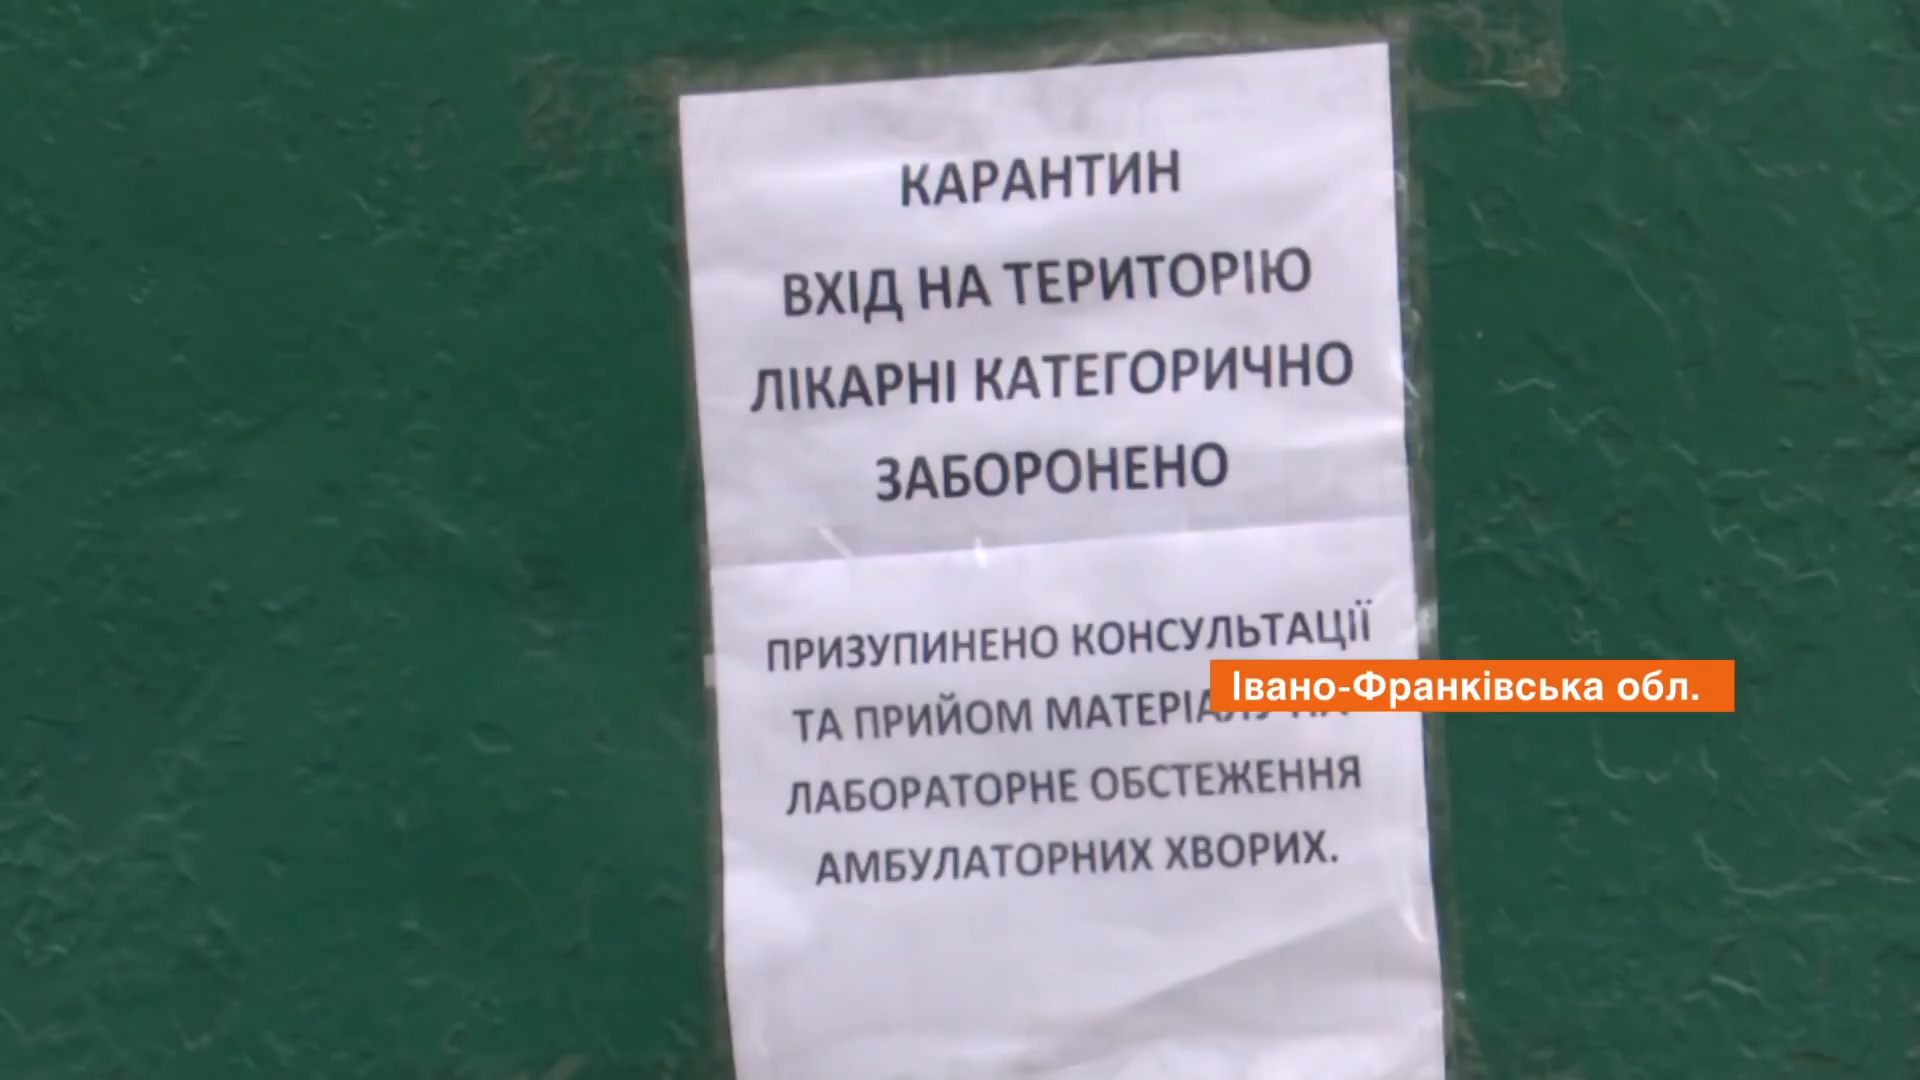 КАРАНТИН
ВХІД НА ТЕРИТОРІЮ
ЛІКАРНІ КАТЕГОРИЧНО
ЗАБОРОНЕНО
ПРИЗУПИНЕНО КОНСУЛЬТАЦІЇ
ТА ПРИЙОМ
ЛАБОРАТОРНЕ ОБСТЕЖЕННЯ
АМБУЛАТОРНИХ ХВОРИХ.
Івано-Франківська обл.